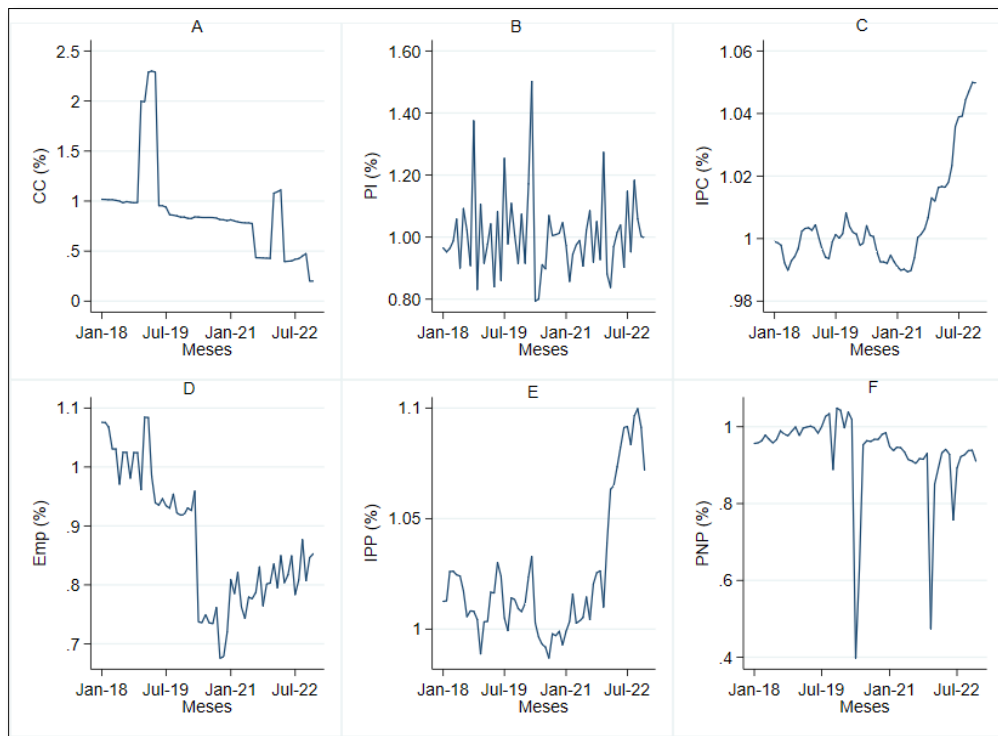 A
CC (%)
2.5
2
1.5
1
.5
0
Jan-18 Jul-19 Jan-21 Jul-22
Meses
B
PI (%)
1.60
1.40
1.20
1.00
0.80
Jan-18 Jul-19 Jan-21 Jul-22
Meses
C
IPC (%)
1.06
1.04
1.02
1
.98
Jan-18 Jul-19 Jan-21 Jul-22
Meses
D
Emp (%)
1.1
1
.9
.8
.7
Jan-18 Jul-19 Jan-21 Jul-22
Meses
E
IPP (%)
1.1
1.05
1
Jan-18 Jul-19 Jan-21 Jul-22
Meses
F
PNP (%)
1
.8
.6
.4
Jan-18 Jul-19 Jan-21 Jul-22
Meses